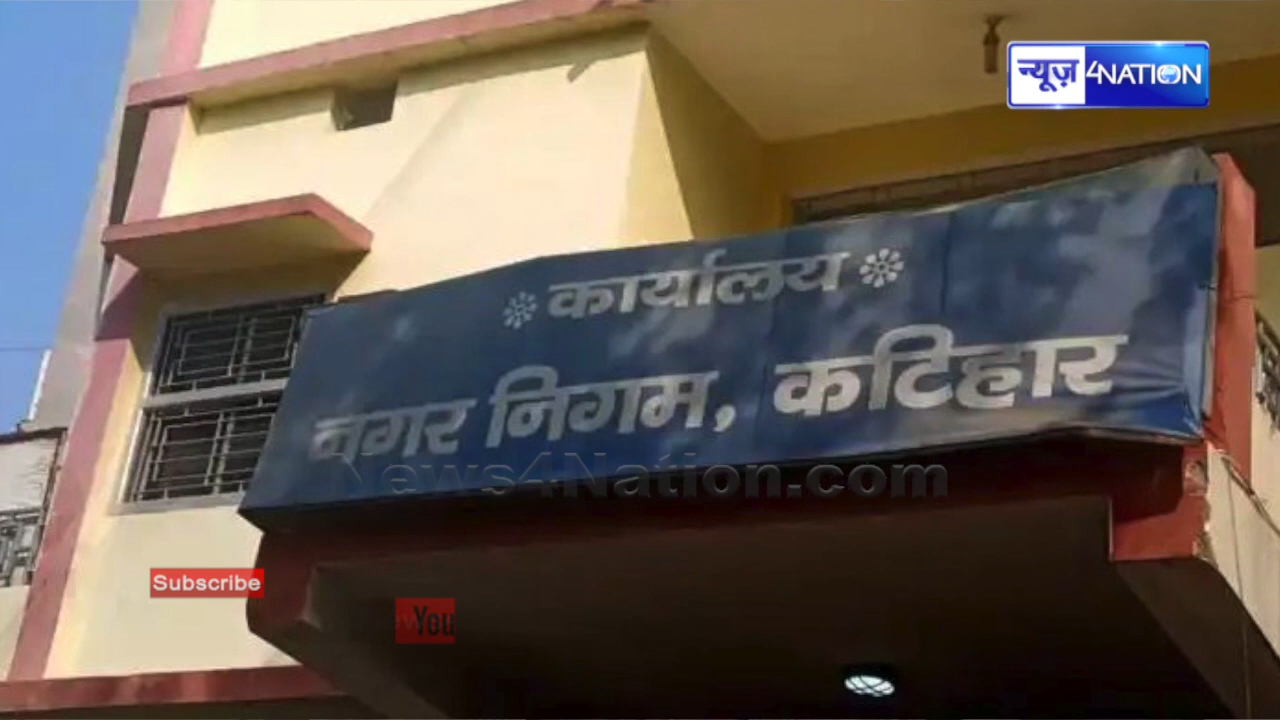 न्यूज़ 4NATION
कार्यालय
नगर निगम, कटिहार
News4Nation.com
Subscribe
You